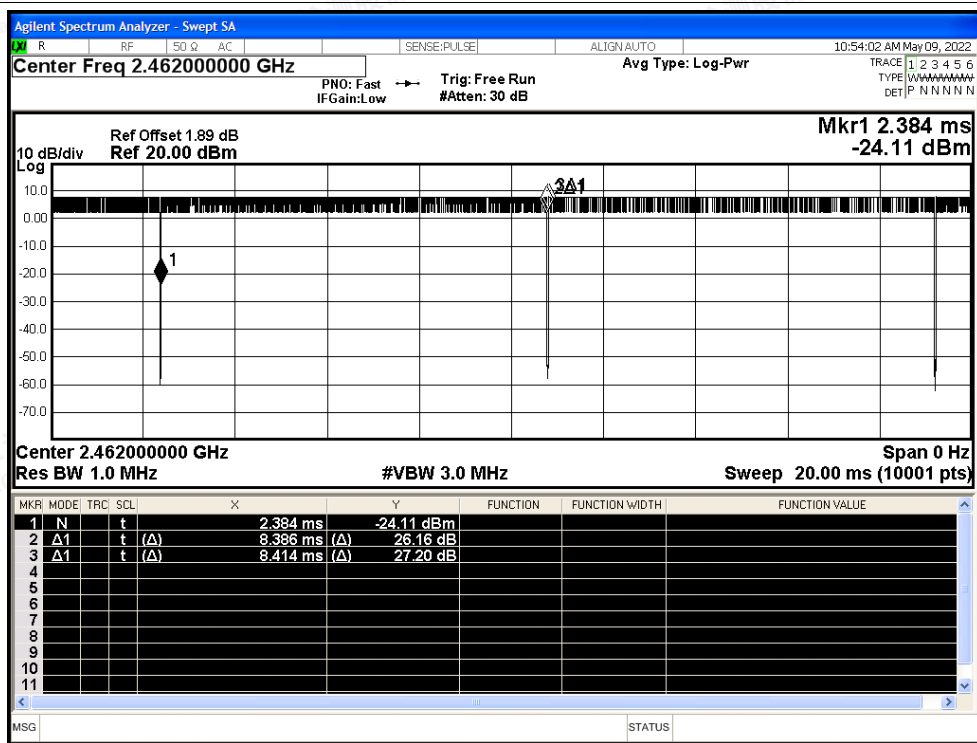 Agilent Spectrum Analyzer - Swept SA
LXI R RF 50 Ω AC SENSE:PULSE ALIGN AUTO 10:54:02 AM May 09, 2022
Center Freq 2.462000000 GHz
PNO: Fast
IFGain:Low
Trig: Free Run
#Atten: 30 dB
Avg Type: Log-Pwr
TRACE 1 2 3 4 5 6
TYPE W
DET P N N N N N
Mkr1 2.384 ms
-24.11 dBm
Ref Offset 1.89 dB
10 dB/div Ref 20.00 dBm
Log
10.0
0.00
-10.0
-20.0
-30.0
-40.0
-50.0
-60.0
-70.0
1
3Δ1
Center 2.462000000 GHz Span 0 Hz
Res BW 1.0 MHz #VBW 3.0 MHz Sweep 20.00 ms (10001 pts)
MKR MODE TRC SCL X Y FUNCTION FUNCTION WIDTH FUNCTION VALUE
1 N t 2.384 ms -24.11 dBm
2 Δ1 t (Δ) 8.386 ms (Δ) 26.16 dB
3 Δ1 t (Δ) 8.414 ms (Δ) 27.20 dB
4
5
6
7
8
9
10
11
MSG STATUS